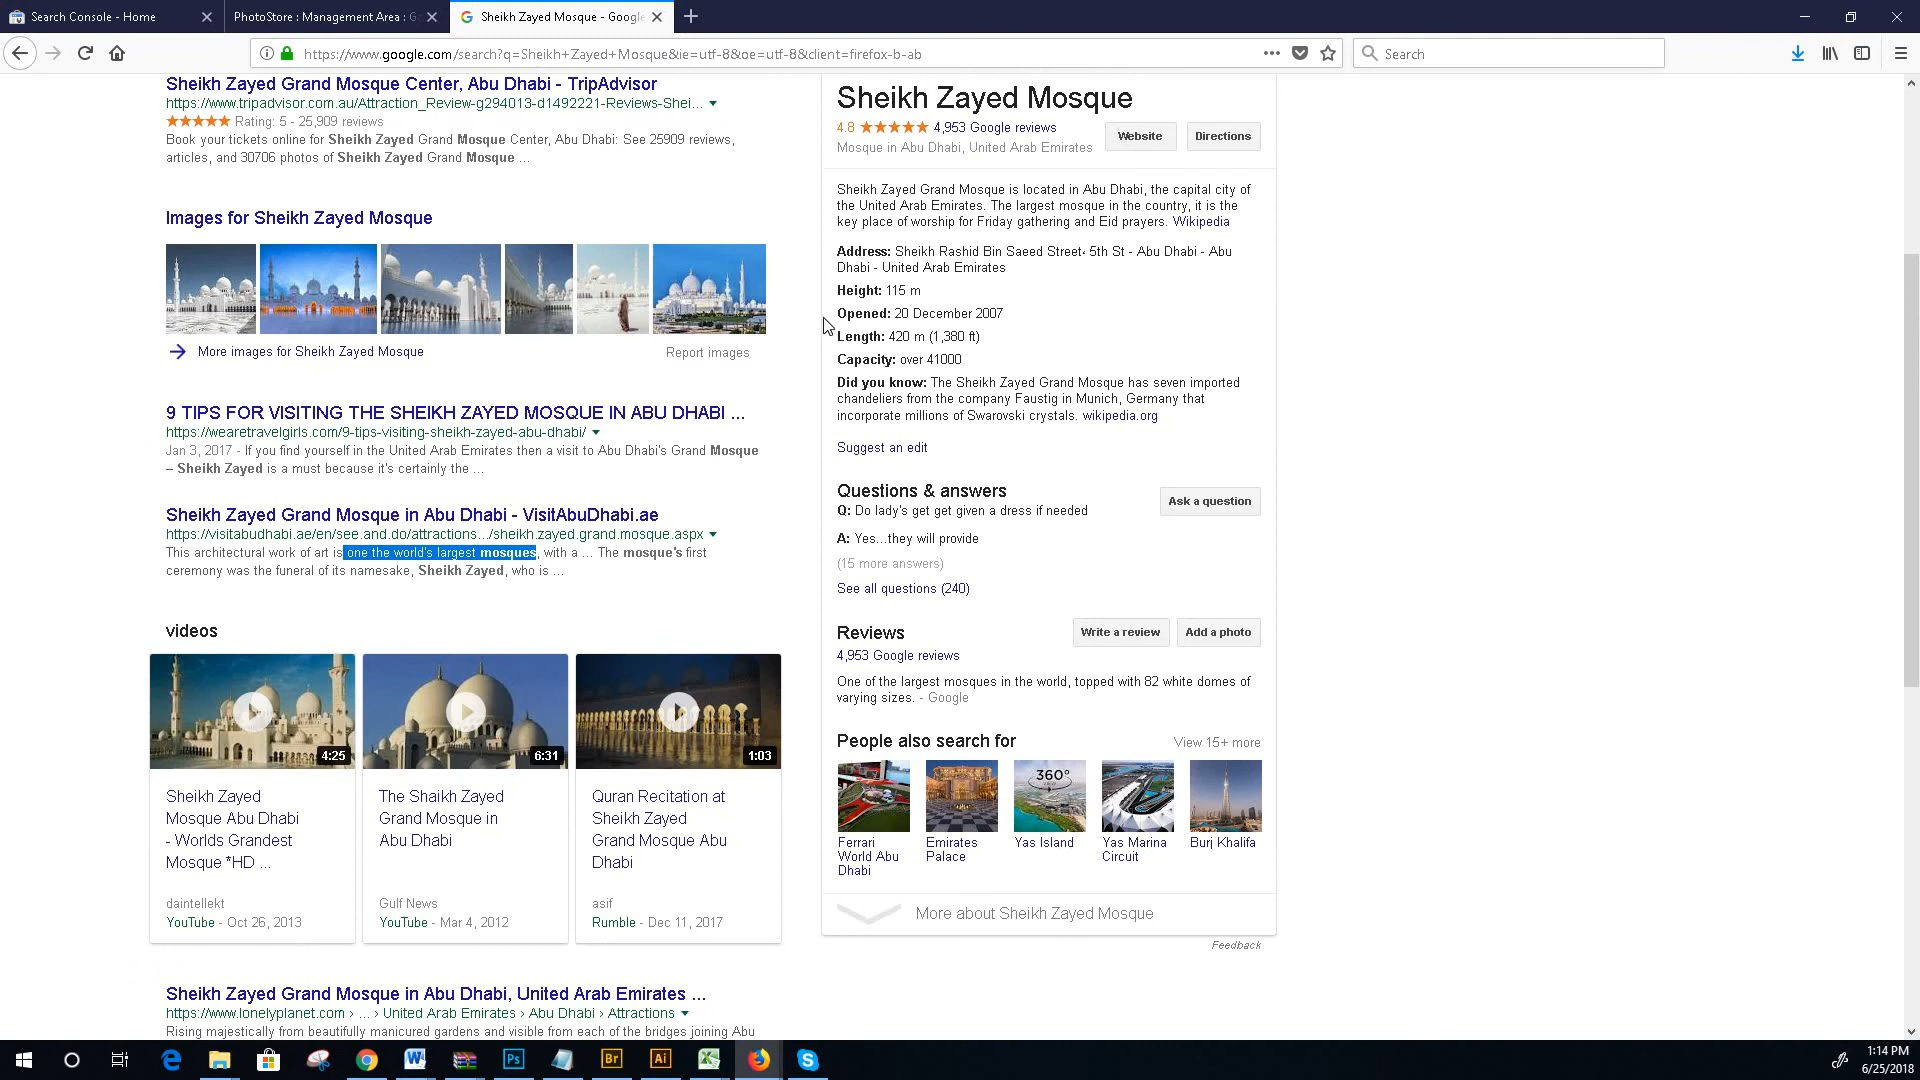 Search Console - Home
PhotoStore : Management Area : G
Sheikh Zayed Mosque - Google
https://www.google.com/search?q=Sheikh+Zayed+Mosque&ie=utf-8&oe=utf-8&client=firefox-b-ab
Search
Sheikh Zayed Grand Mosque Center, Abu Dhabi - TripAdvisor
https://www.tripadvisor.com.au/Attraction_Review-g294013-d1492221-Reviews-Shei...
Rating: 5 - 25,909 reviews
Book your tickets online for Sheikh Zayed Grand Mosque Center, Abu Dhabi: See 25909 reviews,
articles, and 30706 photos of Sheikh Zayed Grand Mosque ...
Images for Sheikh Zayed Mosque
More images for Sheikh Zayed Mosque
Report images
9 TIPS FOR VISITING THE SHEIKH ZAYED MOSQUE IN ABU DHABI ...
https://wearetravelgirls.com/9-tips-visiting-sheikh-zayed-abu-dhabi/
Jan 3, 2017 - If you find yourself in the United Arab Emirates then a visit to Abu Dhabi's Grand Mosque
– Sheikh Zayed is a must because it's certainly the ...
Sheikh Zayed Grand Mosque in Abu Dhabi - VisitAbuDhabi.ae
https://visitabudhabi.ae/en/see.and.do/attractions.../sheikh.zayed.grand.mosque.aspx
This architectural work of art is one the world's largest mosques, with a ... The mosque's first
ceremony was the funeral of its namesake, Sheikh Zayed, who is ...
videos
4:25
6:31
1:03
Sheikh Zayed
Mosque Abu Dhabi
- Worlds Grandest
Mosque *HD ...
daintellekt
YouTube - Oct 26, 2013
The Shaikh Zayed
Grand Mosque in
Abu Dhabi
Gulf News
YouTube - Mar 4, 2012
Quran Recitation at
Sheikh Zayed
Grand Mosque Abu
Dhabi
asif
Rumble - Dec 11, 2017
Sheikh Zayed Grand Mosque in Abu Dhabi, United Arab Emirates ...
https://www.lonelyplanet.com › ... › United Arab Emirates › Abu Dhabi › Attractions
Rising majestically from beautifully manicured gardens and visible from each of the bridges joining Abu
Sheikh Zayed Mosque
4.8 ★★★★★ 4,953 Google reviews
Mosque in Abu Dhabi, United Arab Emirates
Website
Directions
Sheikh Zayed Grand Mosque is located in Abu Dhabi, the capital city of
the United Arab Emirates. The largest mosque in the country, it is the
key place of worship for Friday gathering and Eid prayers. Wikipedia
Address: Sheikh Rashid Bin Saeed Street، 5th St - Abu Dhabi - Abu
Dhabi - United Arab Emirates
Height: 115 m
Opened: 20 December 2007
Length: 420 m (1,380 ft)
Capacity: over 41000
Did you know: The Sheikh Zayed Grand Mosque has seven imported
chandeliers from the company Faustig in Munich, Germany that
incorporate millions of Swarovski crystals. wikipedia.org
Suggest an edit
Questions & answers
Ask a question
Q: Do lady's get get given a dress if needed
A: Yes...they will provide
(15 more answers)
See all questions (240)
Reviews
Write a review
Add a photo
4,953 Google reviews
One of the largest mosques in the world, topped with 82 white domes of
varying sizes. - Google
People also search for
View 15+ more
360°
Ferrari
World Abu
Dhabi
Emirates
Palace
Yas Island
Yas Marina
Circuit
Burj Khalifa
More about Sheikh Zayed Mosque
Feedback
Ps
Br
Ai
1:14 PM
6/25/2018